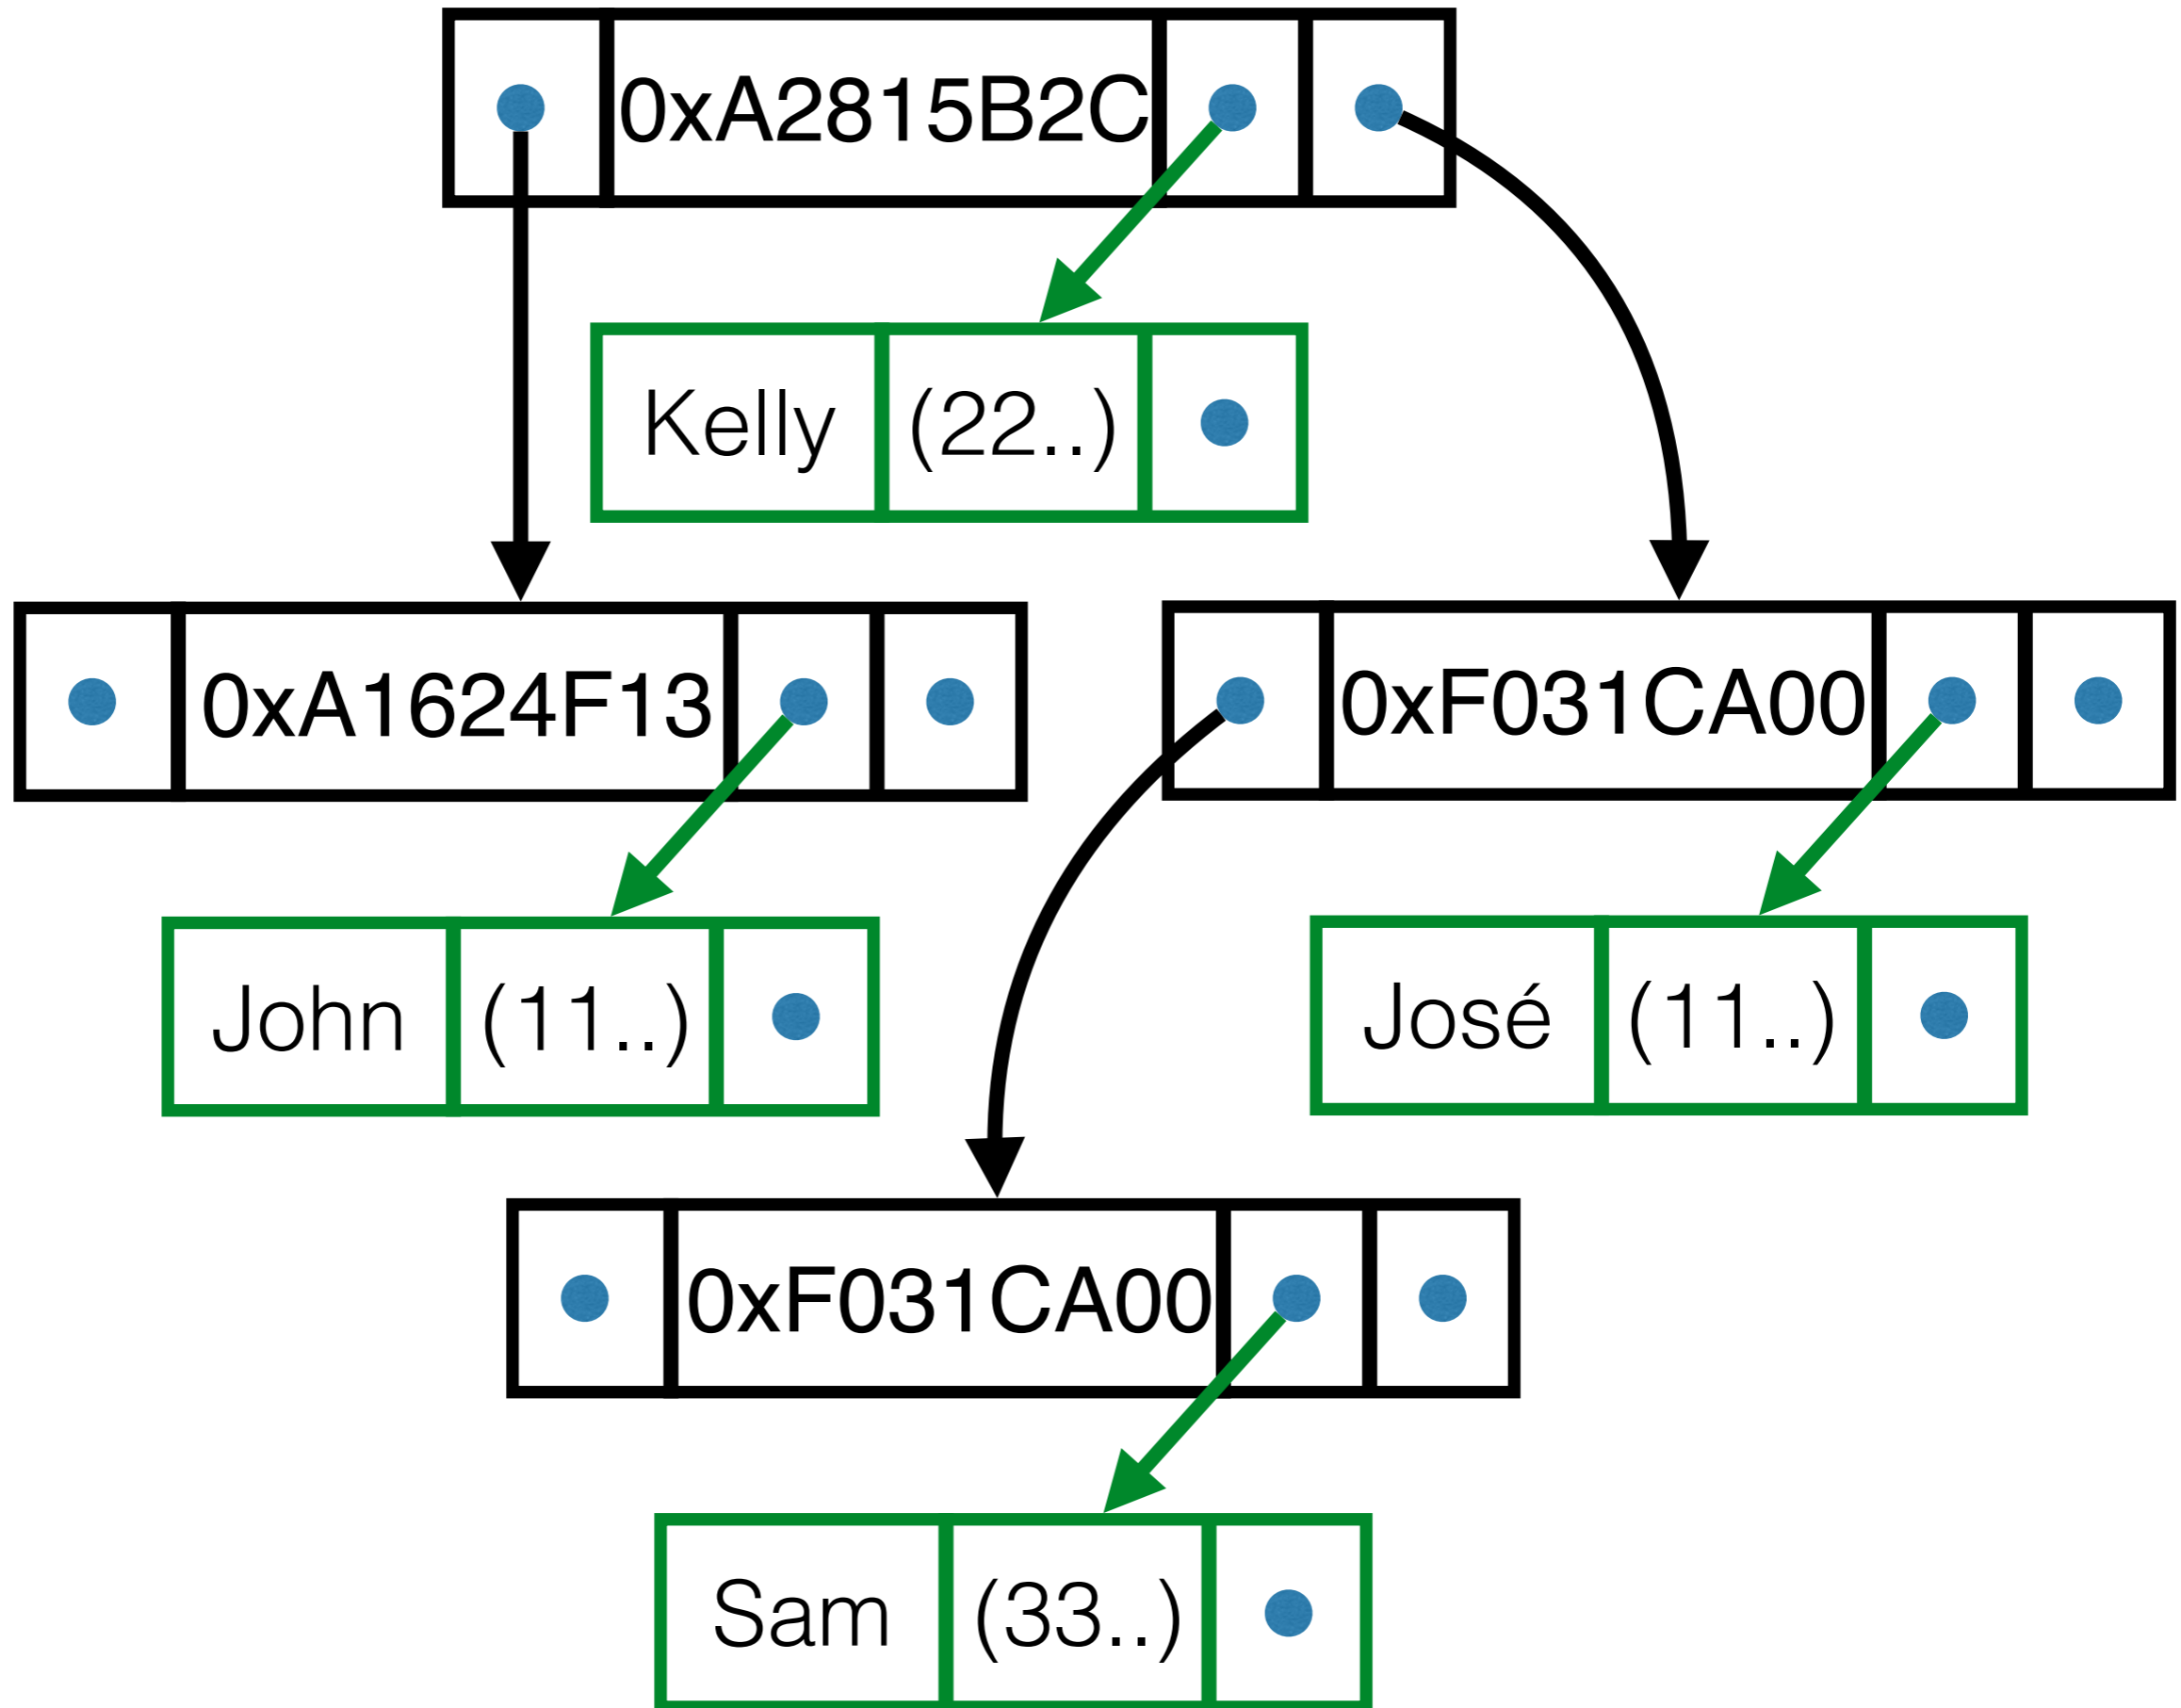 0xA2815B2C
Kelly (22..)
0xA1624F13 0xF031CA00
John (11..) José (11..)
0xF031CA00
Sam (33..)